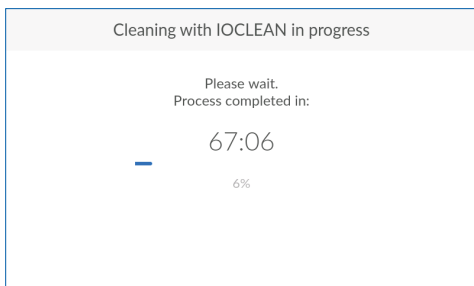 Cleaning with IOCLEAN in progress
Please wait.
Process completed in:
67:06
6%